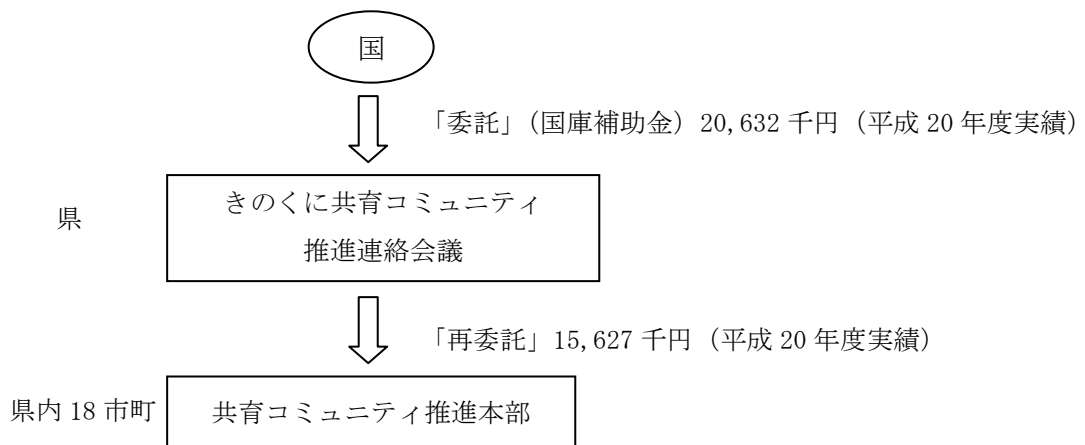 国
「委託」(国庫補助金) 20,632 千円 (平成 20 年度実績)
県
きのくに共育コミュニティ
推進連絡会議
「再委託」15,627 千円 (平成 20 年度実績)
県内 18 市町
共育コミュニティ推進本部